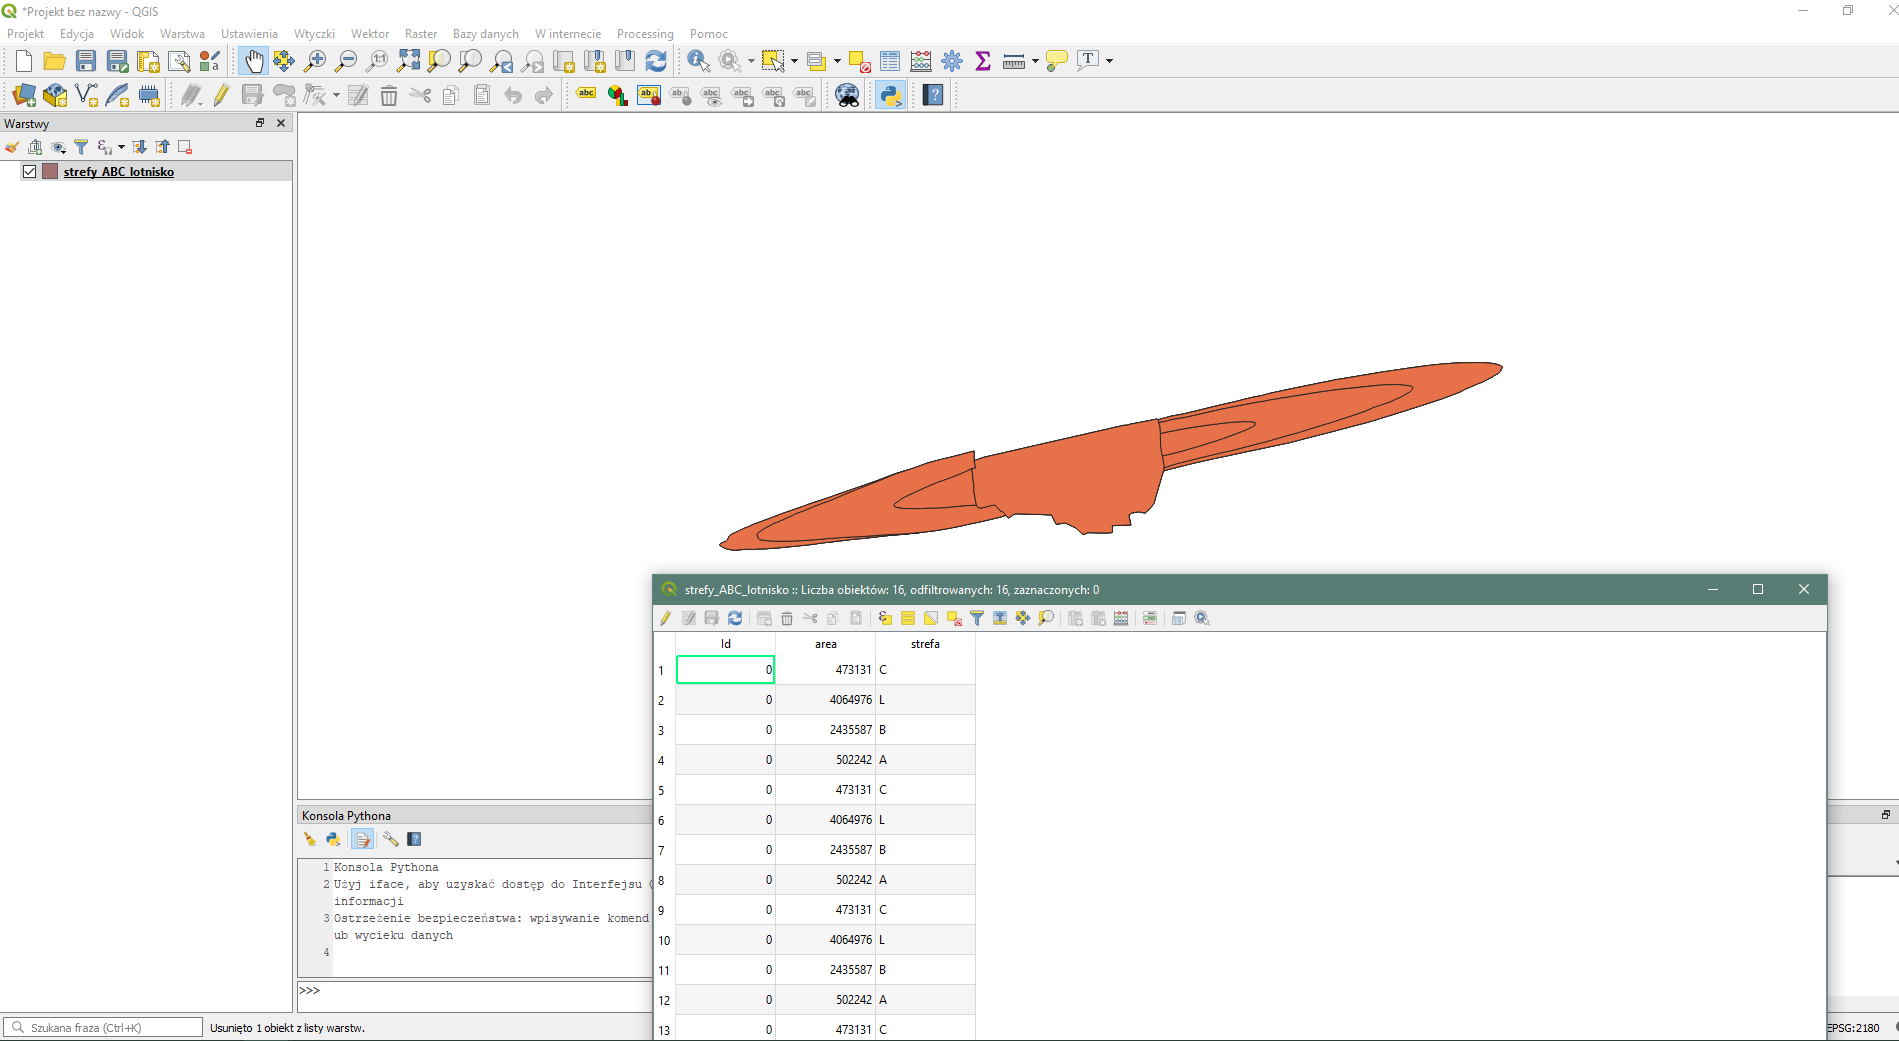 *Projekt bez nazwy - QGIS
Projekt Edycja Widok Warstwa Ustawienia Wtyczki Wektor Raster Bazy danych W internecie Processing Pomoc
Warstwy
strefy ABC lotnisko
strefy_ABC_lotnisko :: Liczba obiektów: 16, odfiltrowanych: 16, zaznaczonych: 0
Id area strefa
1 0 473131 C
2 0 4064976 L
3 0 2435587 B
4 0 502242 A
5 0 473131 C
6 0 4064976 L
7 0 2435587 B
8 0 502242 A
9 0 473131 C
10 0 4064976 L
11 0 2435587 B
12 0 502242 A
13 0 473131 C
Konsola Pythona
1 Konsola Pythona
2 Użyj iface, aby uzyskać dostęp do Interfejsu (
informacji
3 Ostrzeżenie bezpieczeństwa: wpisywanie komend
ub wycieku danych
4
>>>
Szukana fraza (Ctrl+K) Usunięto 1 obiekt z listy warstw. EPSG:2180